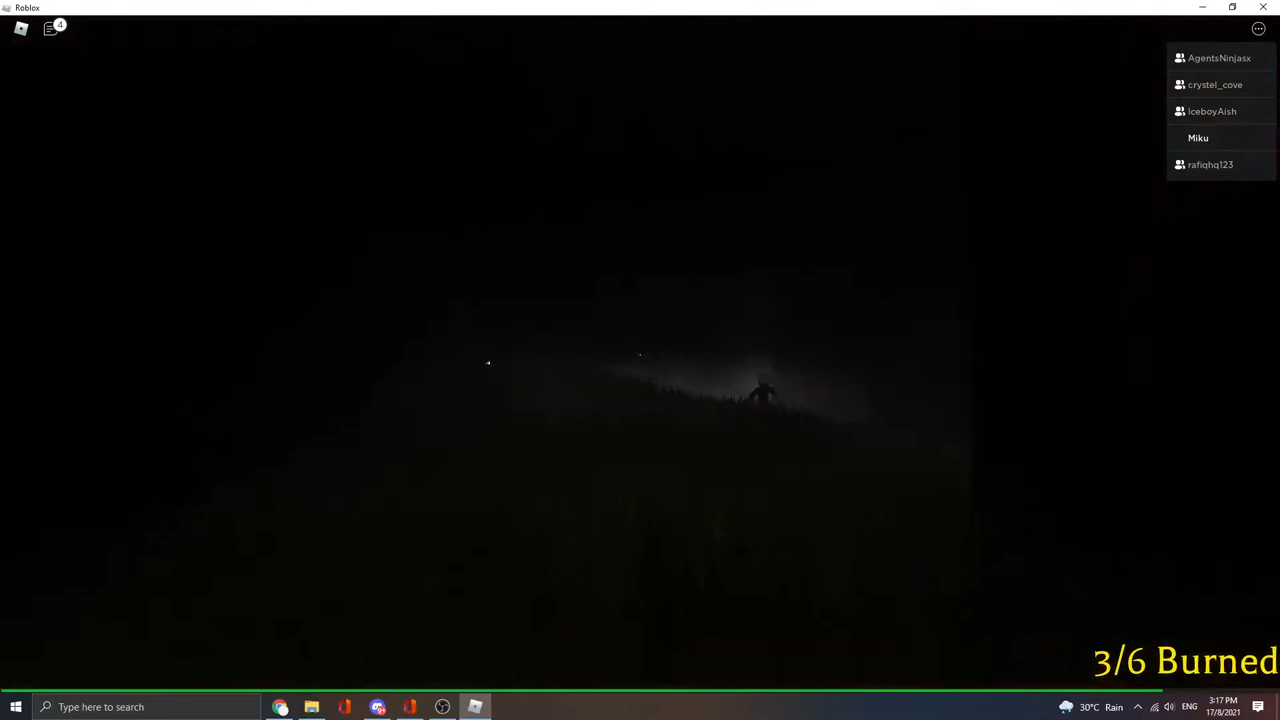 Roblox
4
AgentsNinjasx
crystel_cove
IceboyAish
Miku
rafiqhq123
3/6 Burned
Type here to search
30°C Rain
3:17 PM
17/8/2021